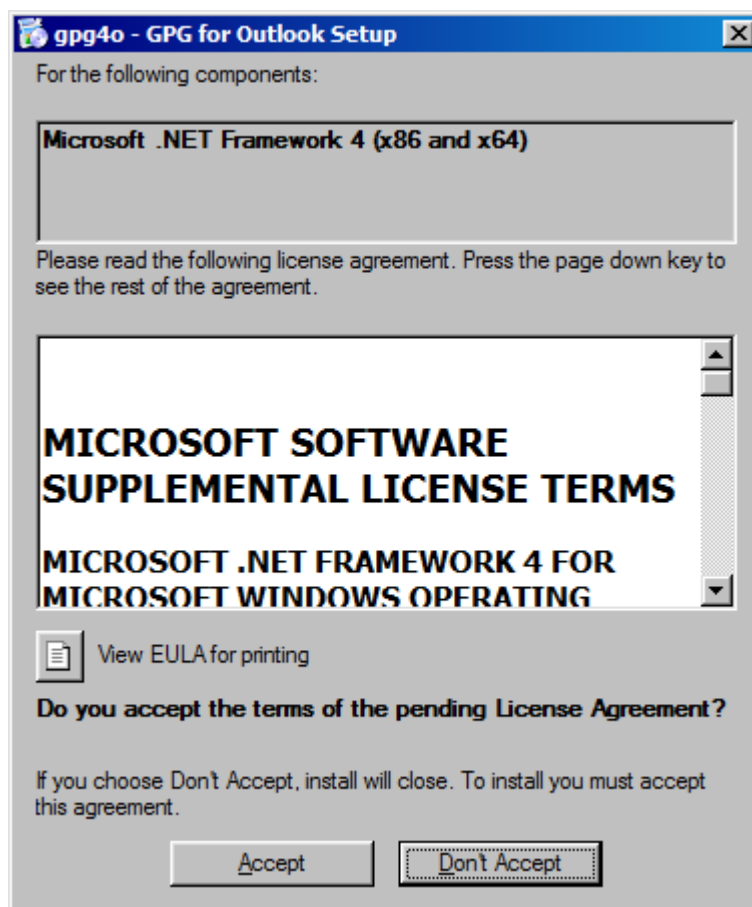 gpg4o - GPG for Outlook Setup
For the following components:
Microsoft .NET Framework 4 (x86 and x64)
Please read the following license agreement. Press the page down key to
see the rest of the agreement.
MICROSOFT SOFTWARE
SUPPLEMENTAL LICENSE TERMS
MICROSOFT .NET FRAMEWORK 4 FOR
MICROSOFT WINDOWS OPERATING
View EULA for printing
Do you accept the terms of the pending License Agreement?
If you choose Don't Accept, install will close. To install you must accept
this agreement.
Accept
Don't Accept